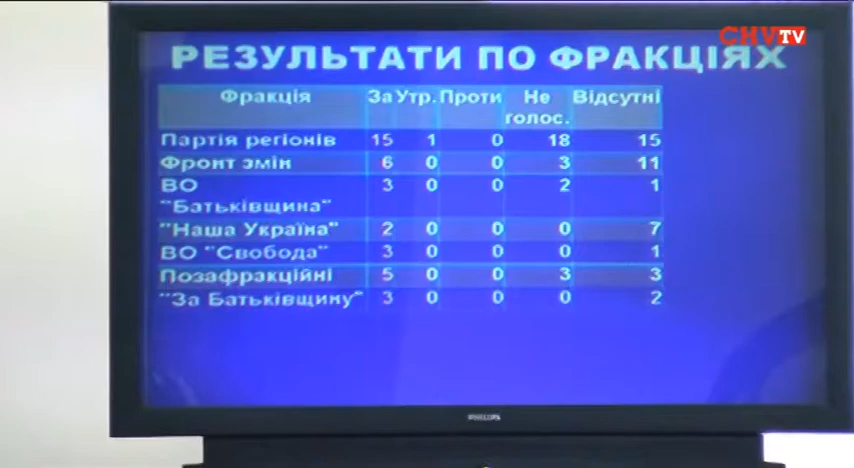 CHV TV
РЕЗУЛЬТАТИ ПО ФРАКЦІЯХ
Фракція За Утр. Проти Не голос. Відсутні
Партія регіонів 15 1 0 18 15
Фронт змін 6 0 0 3 11
ВО 3 0 0 2 1
"Батьківщина"
"Наша Україна" 2 0 0 0 7
ВО "Свобода" 3 0 0 0 1
Позафракційні 5 0 0 3 3
"За Батьківщину" 3 0 0 0 2
PHILIPS